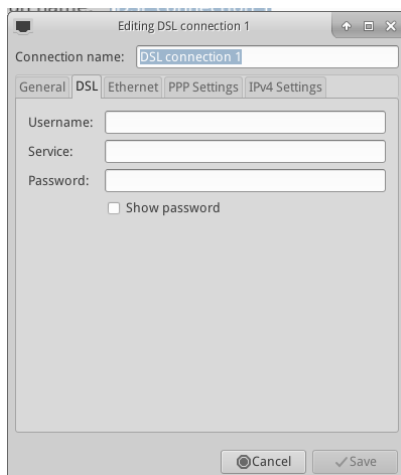 Editing DSL connection 1
Connection name: DSL connection 1
General DSL Ethernet PPP Settings IPv4 Settings
Username:
Service:
Password:
Show password
Cancel Save